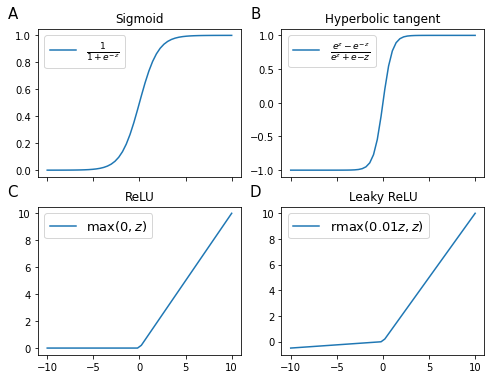 A
Sigmoid
1.0
0.8
0.6
0.4
0.2
0.0
1
1+e^{-z}
B
Hyperbolic tangent
1.0
0.5
0.0
−0.5
−1.0
e^{z}−e^{-z}
e^{z}+e−z
C
ReLU
10
8
6
4
2
0
max(0, z)
−10 −5 0 5 10
D
Leaky ReLU
10
8
6
4
2
0
rmax(0.01z, z)
−10 −5 0 5 10